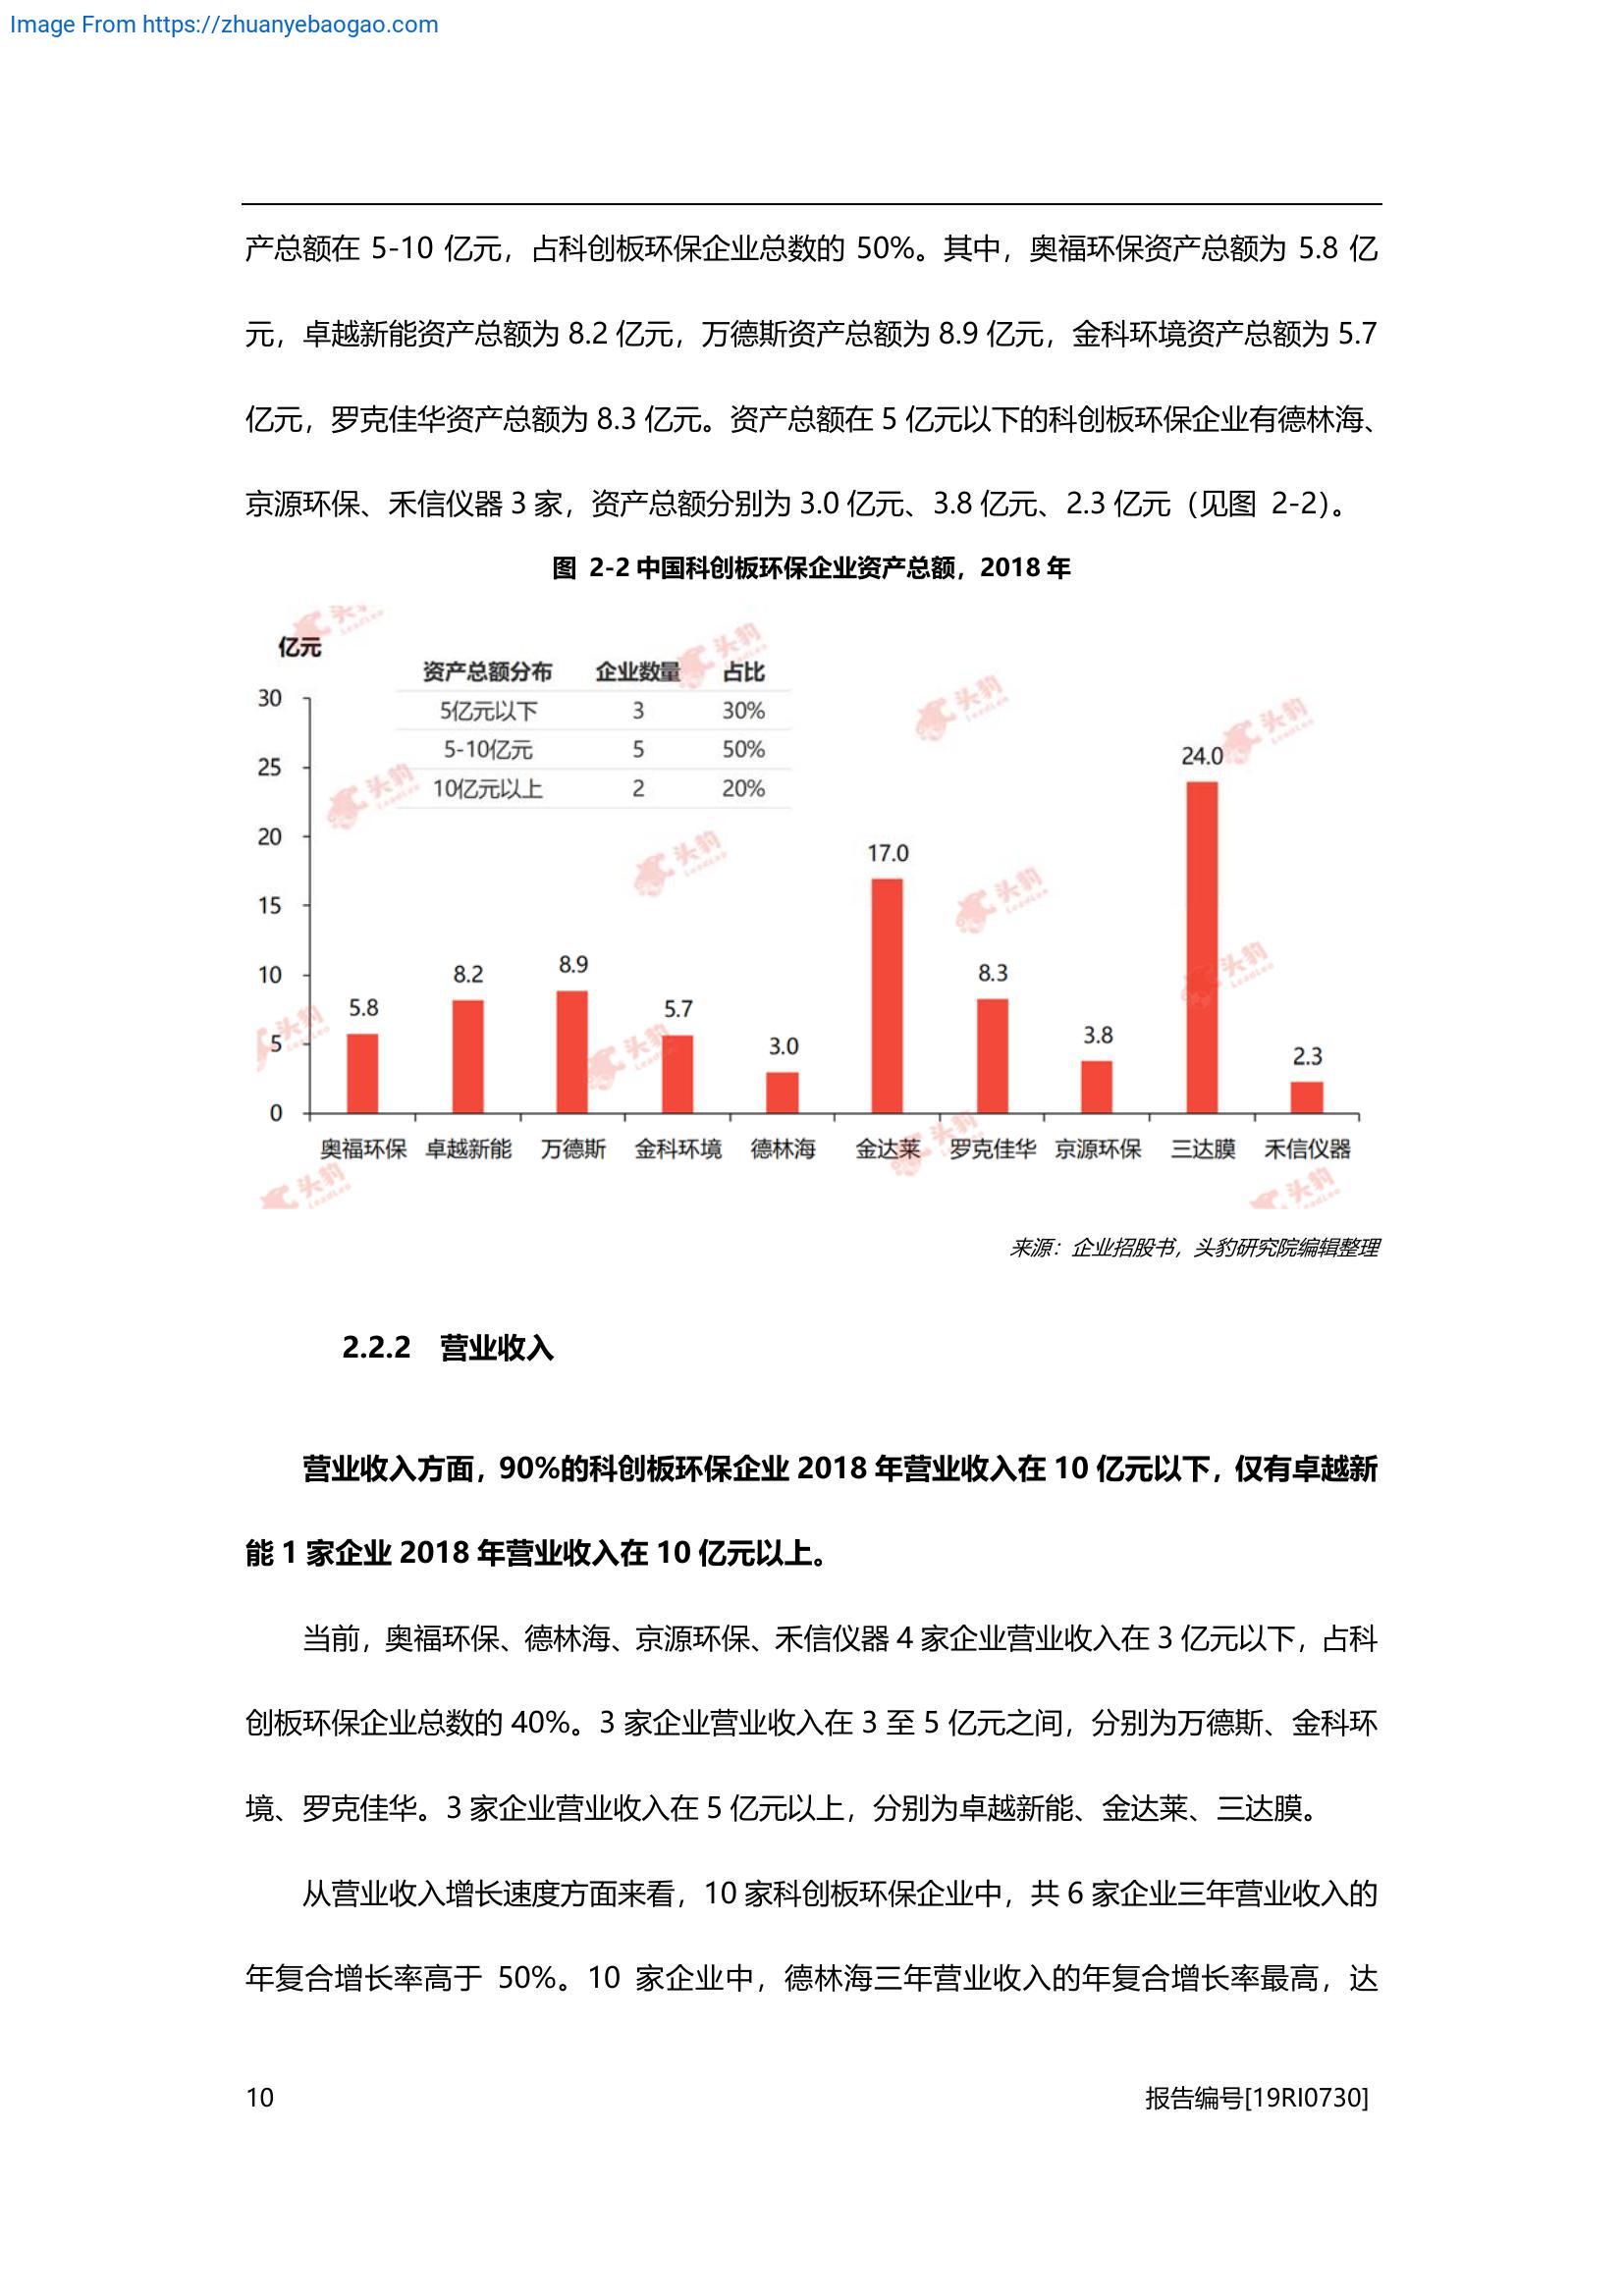 Image From https://zhuanyebaogao.com
产总额在 5-10 亿元，占科创板环保企业总数的 50%。其中，奥福环保资产总额为 5.8 亿
元，卓越新能资产总额为 8.2 亿元，万德斯资产总额为 8.9 亿元，金科环境资产总额为 5.7
亿元，罗克佳华资产总额为 8.3 亿元。资产总额在 5 亿元以下的科创板环保企业有德林海、
京源环保、禾信仪器 3 家，资产总额分别为 3.0 亿元、3.8 亿元、2.3 亿元（见图 2-2）。
图 2-2 中国科创板环保企业资产总额，2018 年
亿元
资产总额分布 企业数量 占比
5亿元以下 3 30%
5-10亿元 5 50%
10亿元以上 2 20%
30
25
20
15
10
5
0
5.8
8.2
8.9
5.7
3.0
17.0
8.3
3.8
24.0
2.3
奥福环保 卓越新能 万德斯 金科环境 德林海 金达莱 罗克佳华 京源环保 三达膜 禾信仪器
头豹
LeadLeo
来源：企业招股书，头豹研究院编辑整理
2.2.2 营业收入
营业收入方面，90%的科创板环保企业 2018 年营业收入在 10 亿元以下，仅有卓越新
能 1 家企业 2018 年营业收入在 10 亿元以上。
当前，奥福环保、德林海、京源环保、禾信仪器 4 家企业营业收入在 3 亿元以下，占科
创板环保企业总数的 40%。3 家企业营业收入在 3 至 5 亿元之间，分别为万德斯、金科环
境、罗克佳华。3 家企业营业收入在 5 亿元以上，分别为卓越新能、金达莱、三达膜。
从营业收入增长速度方面来看，10 家科创板环保企业中，共 6 家企业三年营业收入的
年复合增长率高于 50%。10 家企业中，德林海三年营业收入的年复合增长率最高，达
10
报告编号[19RI0730]